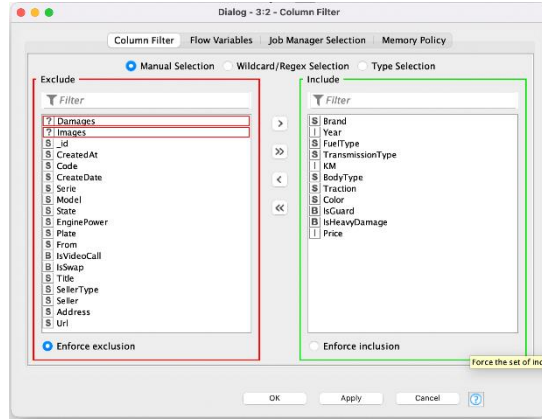 Dialog - 3:2 - Column Filter
Column Filter Flow Variables Job Manager Selection Memory Policy
Manual Selection Wildcard/Regex Selection Type Selection
Exclude
Filter
? Damages
? Images
S _id
S CreatedAt
S Code
S CreateDate
S Serie
S Model
S State
S EnginePower
S Plate
S From
B IsVideoCall
B IsSwap
S Title
S SellerType
S Seller
S Address
S Url
Enforce exclusion
>
»
<
«
Include
Filter
S Brand
I Year
S FuelType
S TransmissionType
I KM
S BodyType
S Traction
S Color
B IsGuard
B IsHeavyDamage
I Price
Enforce inclusion
Force the set of inc
OK Apply Cancel ?